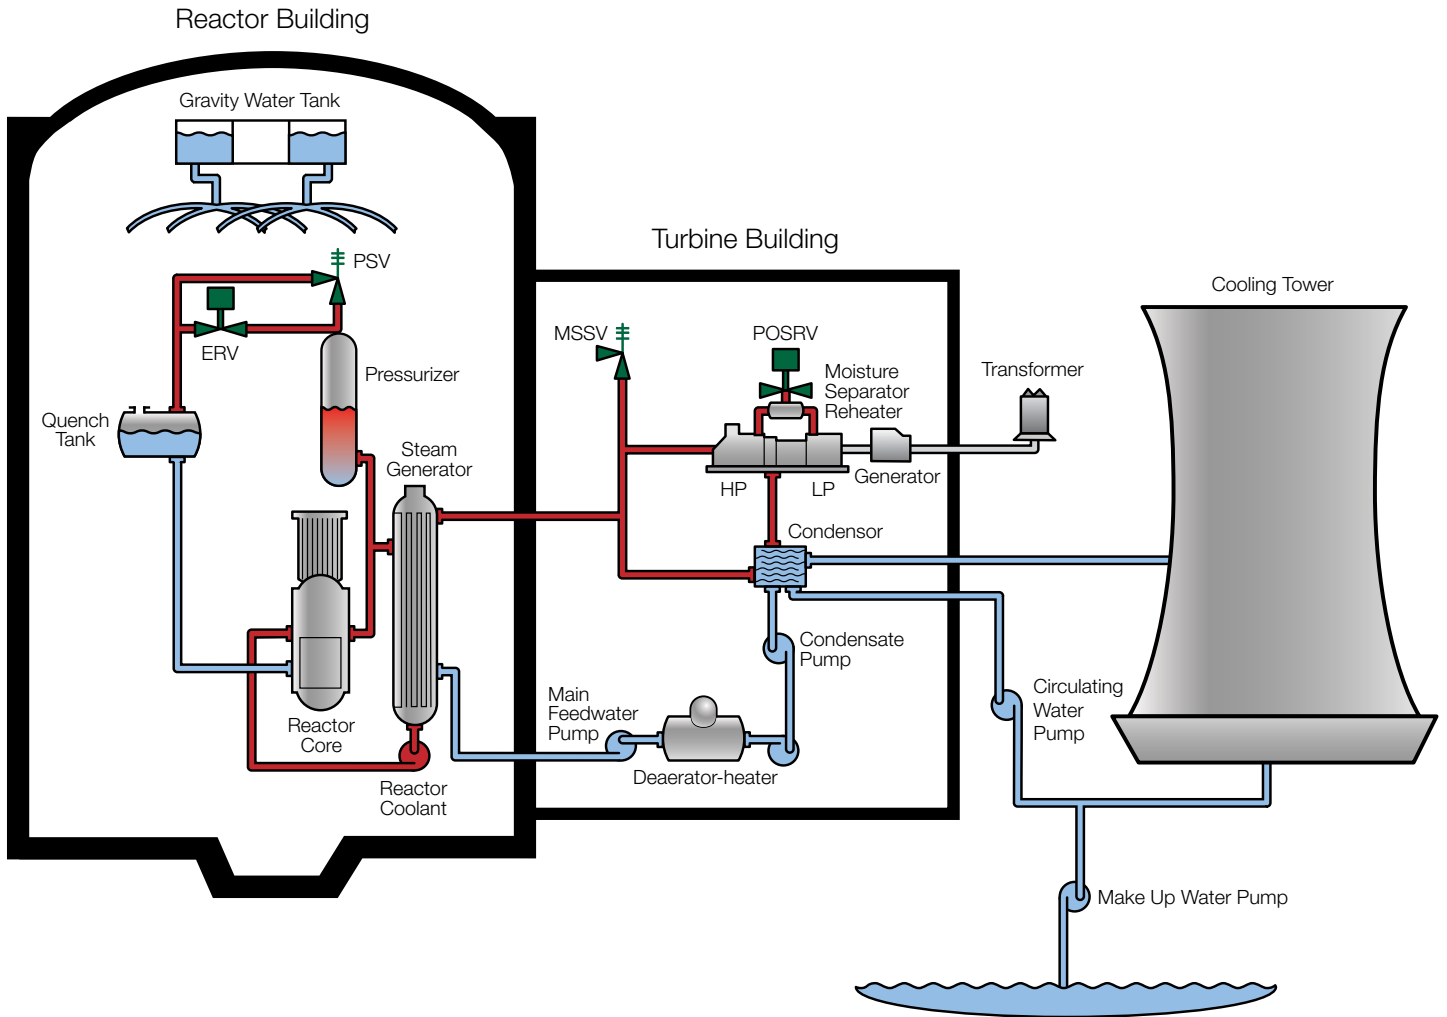 Reactor Building
Gravity Water Tank
PSV
ERV
Pressurizer
Quench
Tank
Steam
Generator
Reactor
Core
Reactor
Coolant
Turbine Building
MSSV
POSRV
Moisture
Separator
Reheater
HP
LP
Generator
Transformer
Condensor
Condensate
Pump
Main
Feedwater
Pump
Deaerator-heater
Cooling Tower
Circulating
Water
Pump
Make Up Water Pump